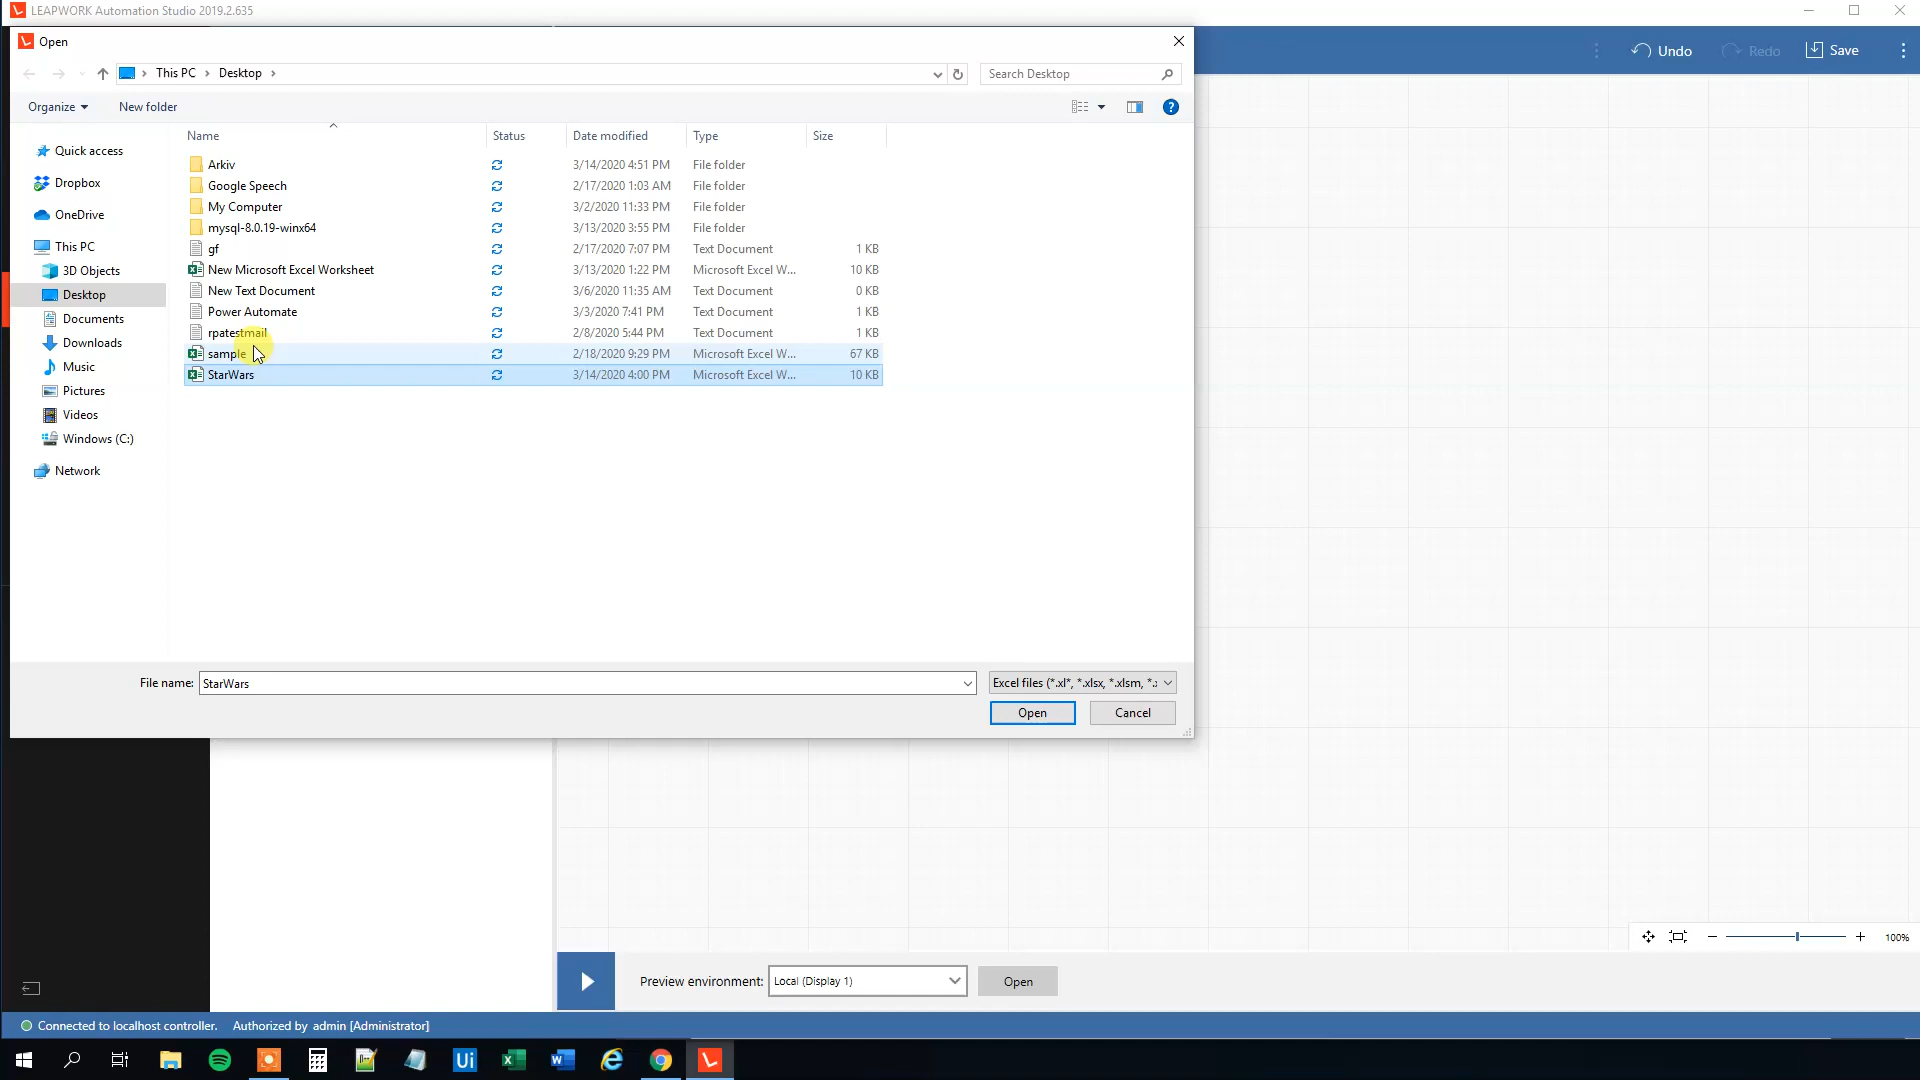 LEAPWORK Automation Studio 2019.2.635
Open
Undo
Redo
Save
This PC
Desktop
Search Desktop
Organize
New folder
Name
Status
Date modified
Type
Size
Quick access
Dropbox
OneDrive
This PC
3D Objects
Desktop
Documents
Downloads
Music
Pictures
Videos
Windows (C:)
Network
Arkiv 3/14/2020 4:51 PM File folder
Google Speech 2/17/2020 1:03 AM File folder
My Computer 3/2/2020 11:33 PM File folder
mysql-8.0.19-winx64 3/13/2020 3:55 PM File folder
gf 2/17/2020 7:07 PM Text Document 1 KB
New Microsoft Excel Worksheet 3/13/2020 1:22 PM Microsoft Excel W... 10 KB
New Text Document 3/6/2020 11:35 AM Text Document 0 KB
Power Automate 3/3/2020 7:41 PM Text Document 1 KB
rpatestmail 2/8/2020 5:44 PM Text Document 1 KB
sample 2/18/2020 9:29 PM Microsoft Excel W... 67 KB
StarWars 3/14/2020 4:00 PM Microsoft Excel W... 10 KB
File name: StarWars
Excel files (*.xl*, *.xlsx, *.xlsm, *.:
Open
Cancel
100%
Preview environment: Local (Display 1) Open
Connected to localhost controller. Authorized by admin [Administrator]
Ui